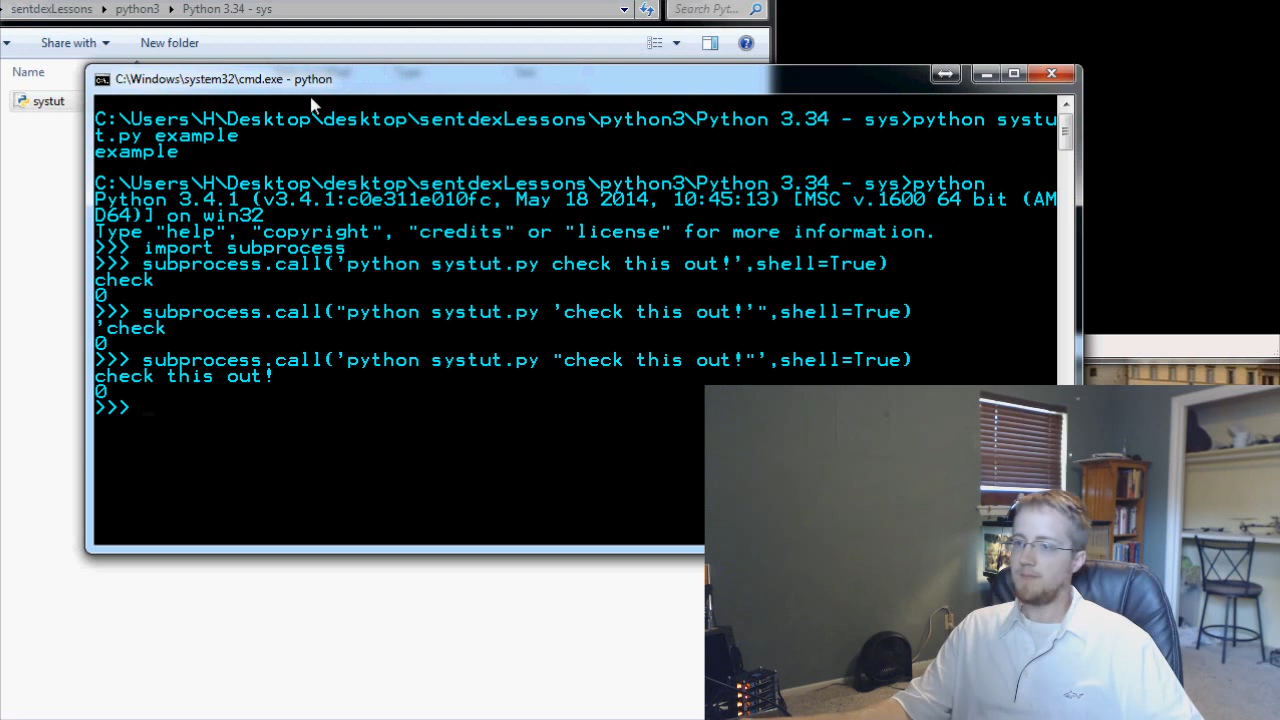 sentdexLessons
python3
Python 3.34 - sys
Search Pyt...
Share with
New folder
Name
systut
C:\Windows\system32\cmd.exe - python
C:\Users\H\Desktop\desktop\sentdexLessons\python3\Python 3.34 - sys>python systu
t.py example
example
C:\Users\H\Desktop\desktop\sentdexLessons\python3\Python 3.34 - sys>python
Python 3.4.1 (v3.4.1:c0e311e010fc, May 18 2014, 10:45:13) [MSC v.1600 64 bit (AM
D64)] on win32
Type "help", "copyright", "credits" or "license" for more information.
>>> import subprocess
>>> subprocess.call('python systut.py check this out!',shell=True)
check
0
>>> subprocess.call("python systut.py 'check this out!'",shell=True)
'check
0
>>> subprocess.call('python systut.py "check this out!"',shell=True)
check this out!
0
>>>